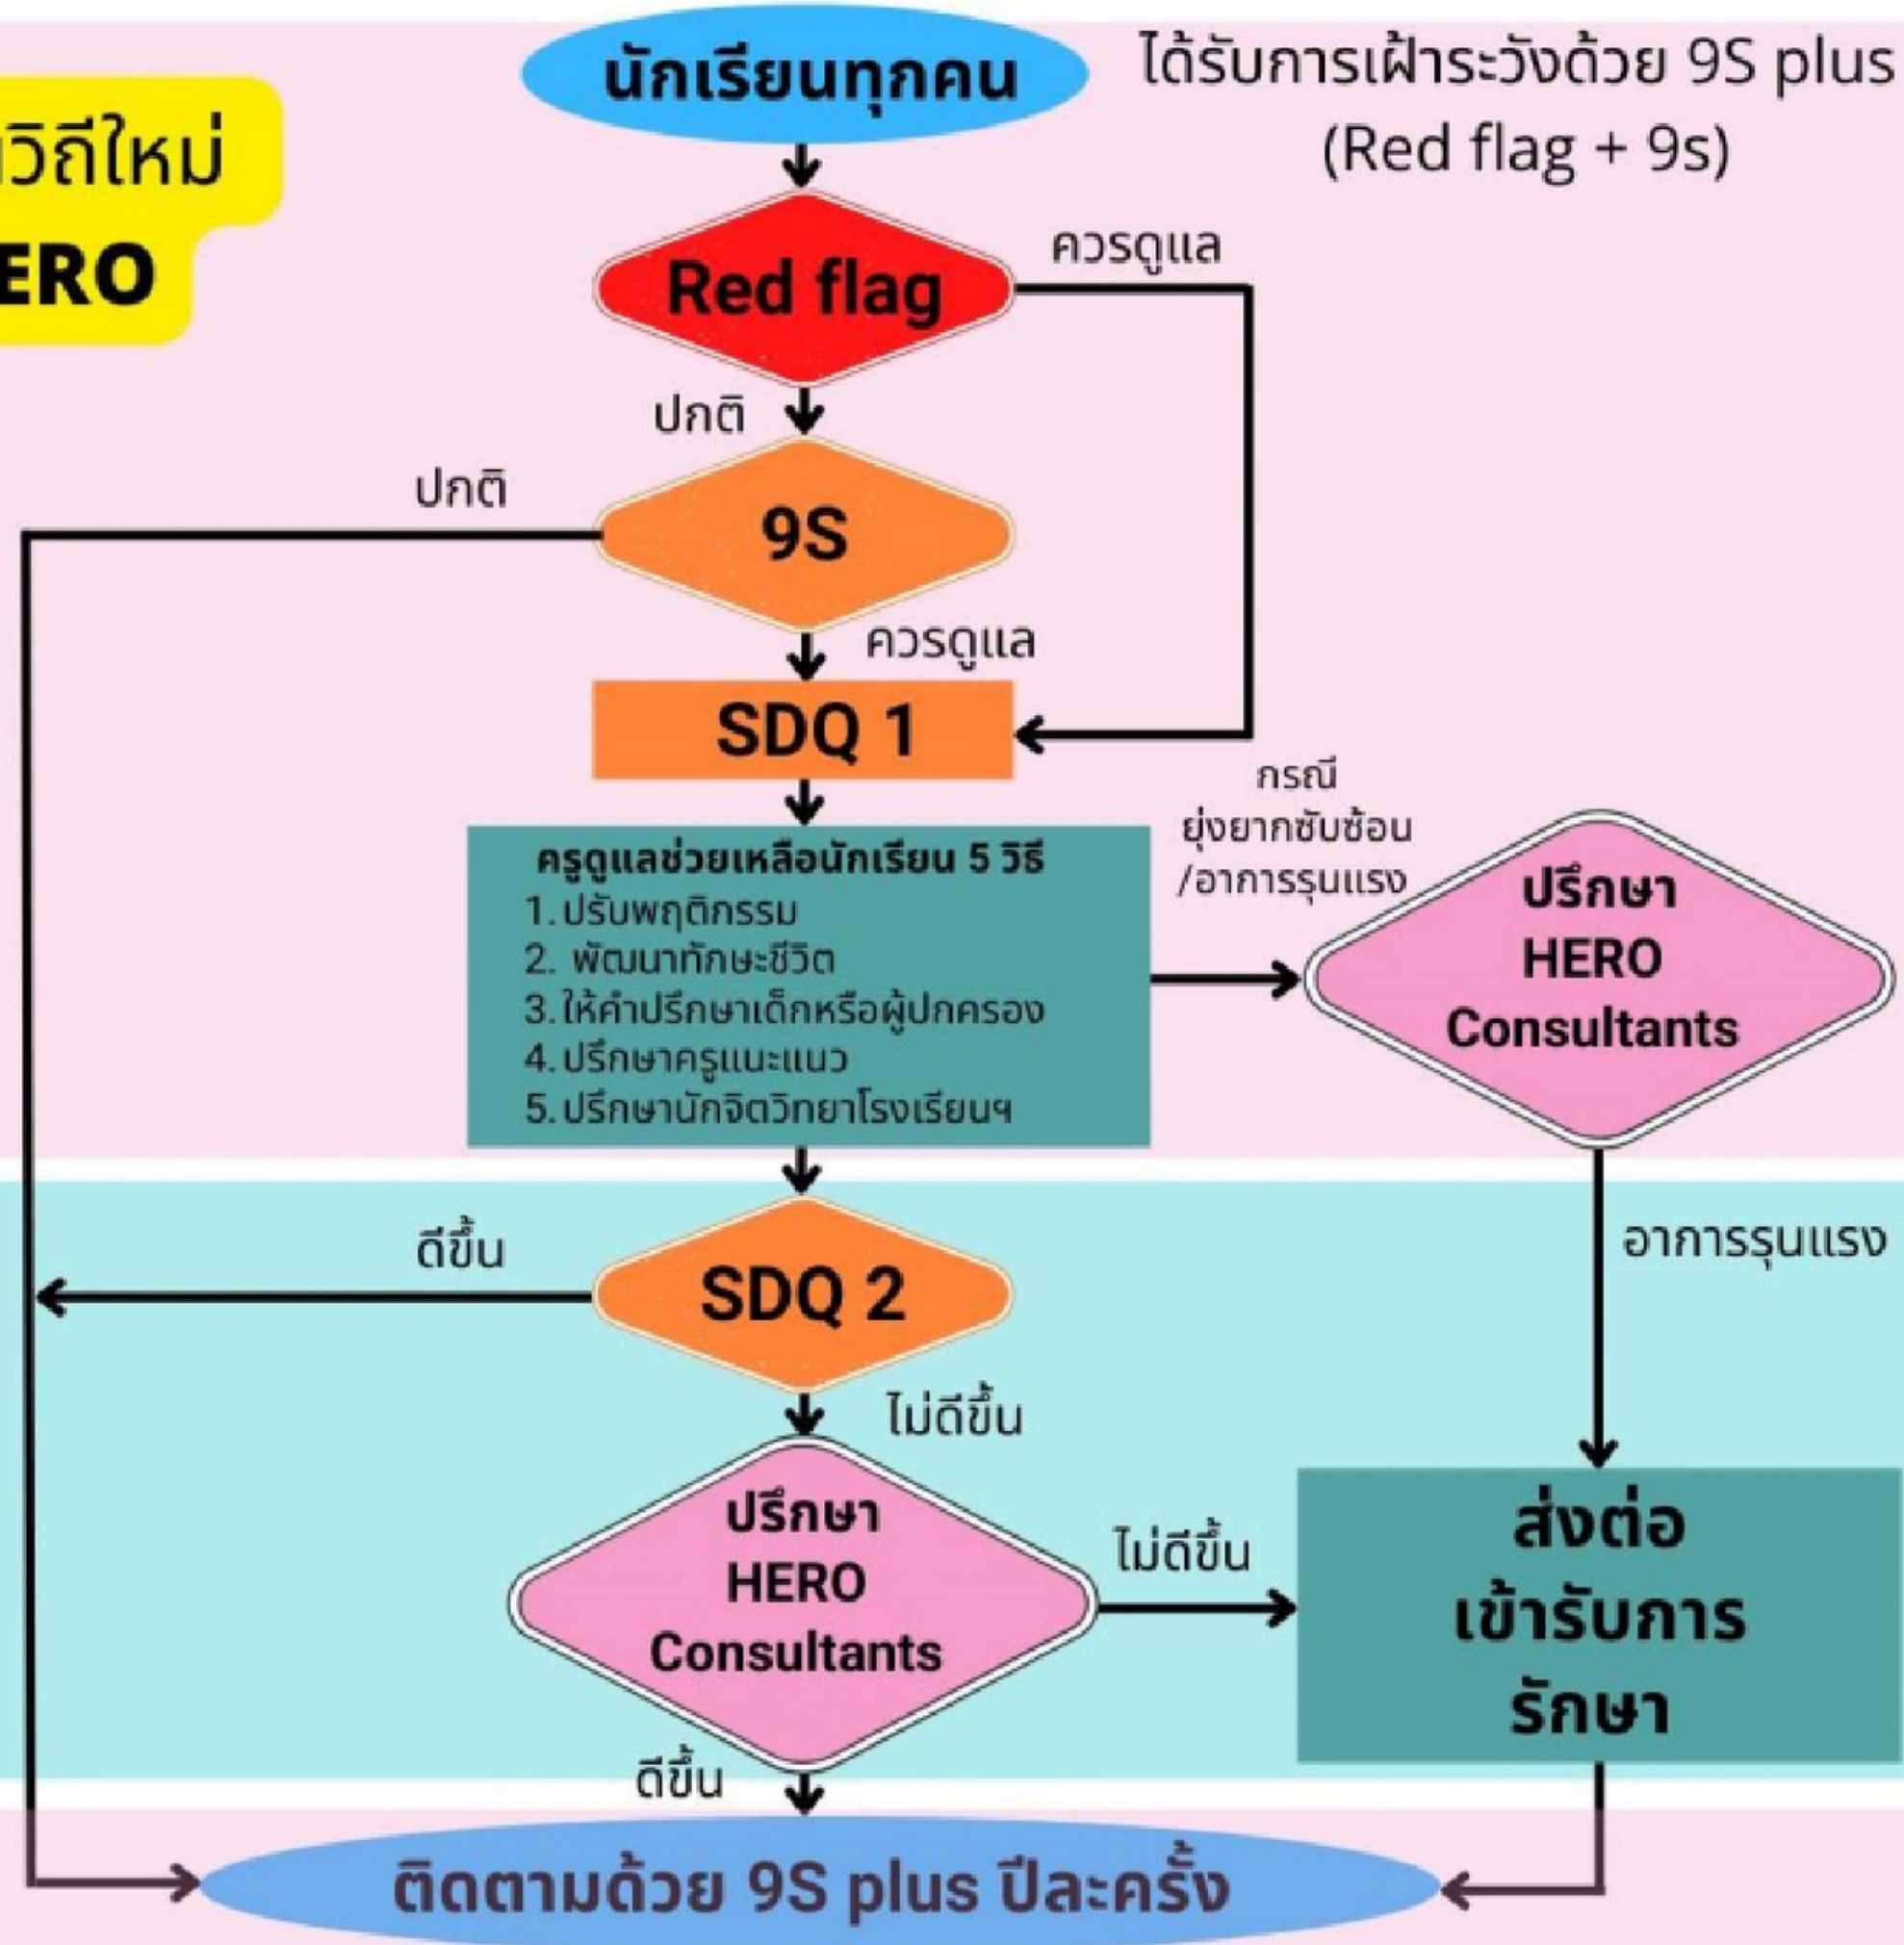 นักเรียนทุกคน
ได้รับการเฝ้าระวังด้วย 9S plus
(Red flag + 9s)
วิถีใหม่
ERO
Red flag
ควรดูแล
ปกติ
ปกติ
9S
ควรดูแล
SDQ 1
กรณี
ยุ่งยากซับซ้อน
/อาการรุนแรง
ครูดูแลช่วยเหลือนักเรียน 5 วิธี
1. ปรับพฤติกรรม
2. พัฒนาทักษะชีวิต
3. ให้คำปรึกษาเด็กหรือผู้ปกครอง
4. ปรึกษาครูแนะแนว
5. ปรึกษานักจิตวิทยาโรงเรียนฯ
ปรึกษา
HERO
Consultants
ดีขึ้น
SDQ 2
อาการรุนแรง
ไม่ดีขึ้น
ปรึกษา
HERO
Consultants
ไม่ดีขึ้น
ส่งต่อ
เข้ารับการ
รักษา
ดีขึ้น
ติดตามด้วย 9S plus ปีละครั้ง